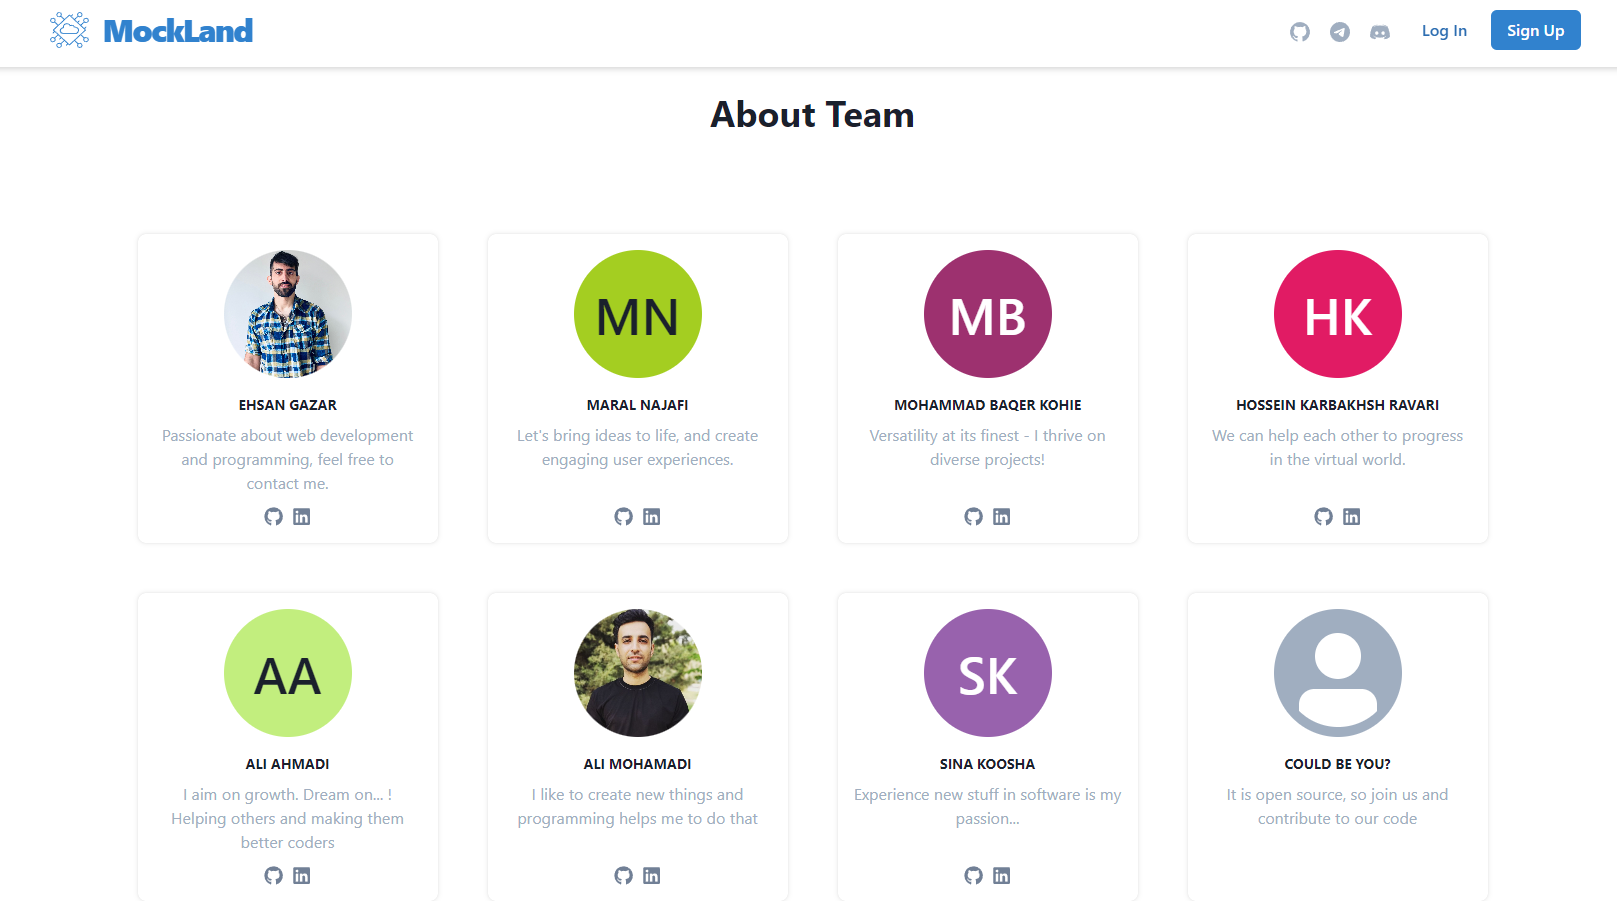 MockLand
Log In
Sign Up
About Team
MN
MB
HK
EHSAN GAZAR
Passionate about web development
and programming, feel free to
contact me.
MARAL NAJAFI
Let's bring ideas to life, and create
engaging user experiences.
MOHAMMAD BAQER KOHIE
Versatility at its finest - I thrive on
diverse projects!
HOSSEIN KARBAKHSH RAVARI
We can help each other to progress
in the virtual world.
AA
SK
ALI AHMADI
I aim on growth. Dream on... !
Helping others and making them
better coders
ALI MOHAMADI
I like to create new things and
programming helps me to do that
SINA KOOSHA
Experience new stuff in software is my
passion...
COULD BE YOU?
It is open source, so join us and
contribute to our code